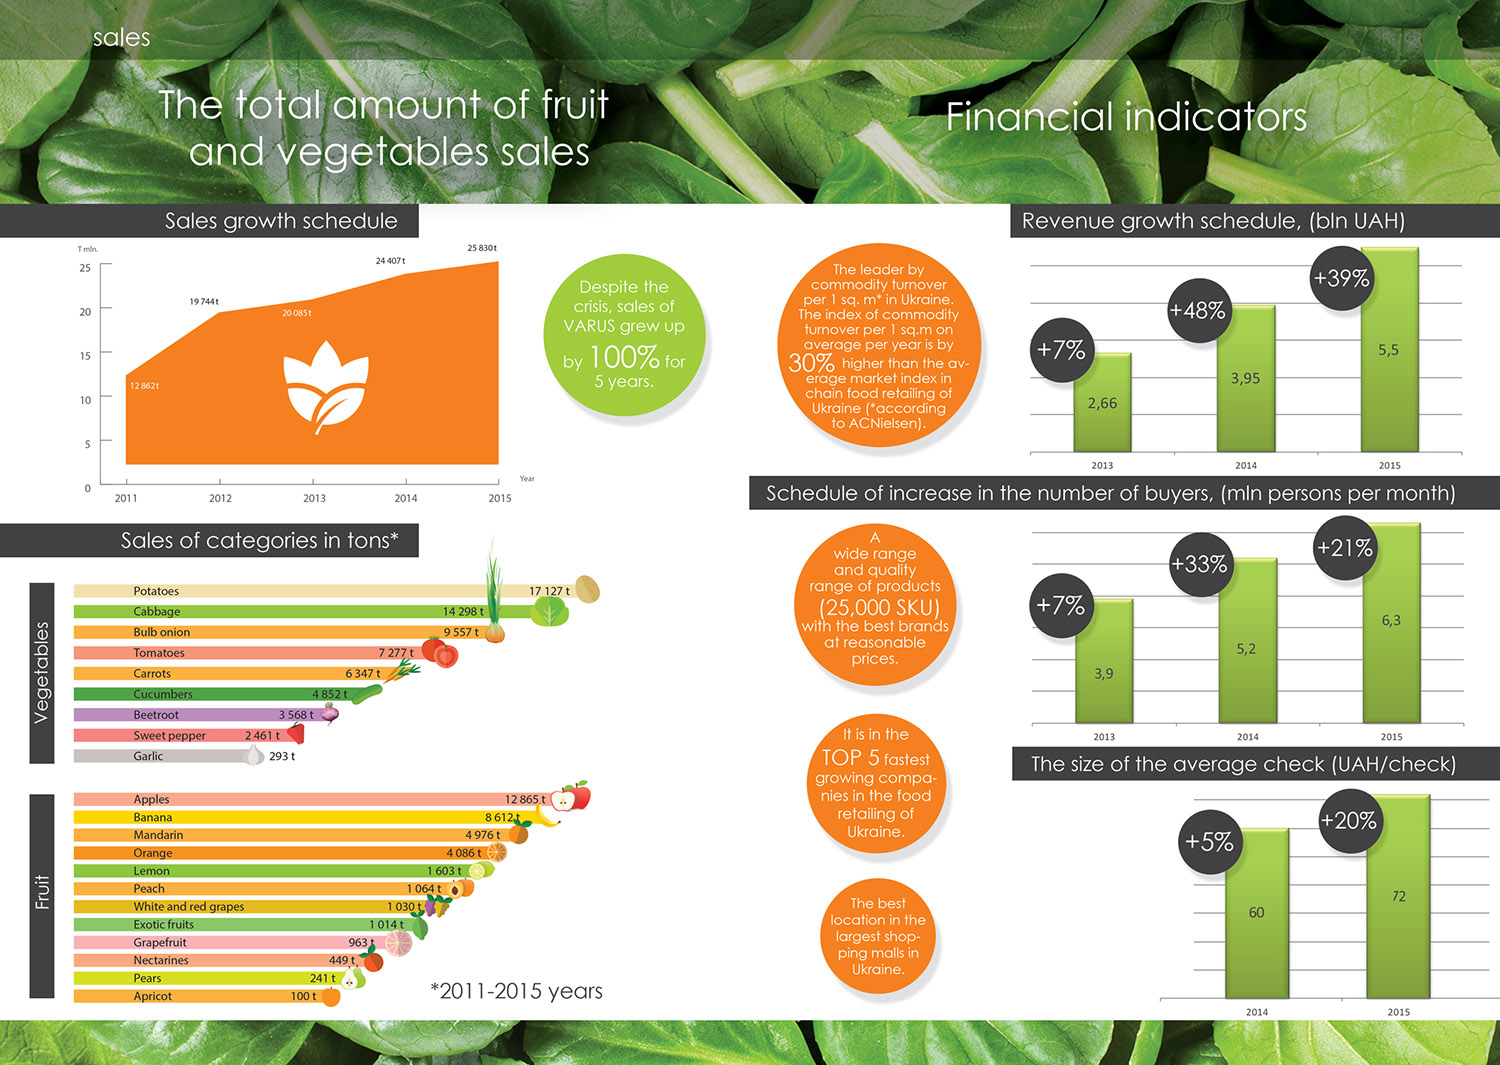 sales
The total amount of fruit
and vegetables sales
Financial indicators
Sales growth schedule
T mln.
25
20
15
10
5
0
12 862 t
19 744 t
20 085 t
24 407 t
25 830 t
2011
2012
2013
2014
2015
Year
Despite the
crisis, sales of
VARUS grew up
by 100% for
5 years.
Sales of categories in tons*
Vegetables
Potatoes 17 127 t
Cabbage 14 298 t
Bulb onion 9 557 t
Tomatoes 7 277 t
Carrots 6 347 t
Cucumbers 4 852 t
Beetroot 3 568 t
Sweet pepper 2 461 t
Garlic 293 t
Fruit
Apples 12 865 t
Banana 8 612 t
Mandarin 4 976 t
Orange 4 086 t
Lemon 1 603 t
Peach 1 064 t
White and red grapes 1 030 t
Exotic fruits 1 014 t
Grapefruit 963 t
Nectarines 449 t
Pears 241 t
Apricot 100 t
*2011-2015 years
The leader by
commodity turnover
per 1 sq. m* in Ukraine.
The index of commodity
turnover per 1 sq.m on
average per year is by
30% higher than the av-
erage market index in
chain food retailing of
Ukraine (*according
to ACNielsen).
Revenue growth schedule, (bln UAH)
+7%
+48%
+39%
2,66
3,95
5,5
2013
2014
2015
Schedule of increase in the number of buyers, (mln persons per month)
A
wide range
and quality
range of products
(25,000 SKU)
with the best brands
at reasonable
prices.
+7%
+33%
+21%
3,9
5,2
6,3
2013
2014
2015
It is in the
TOP 5 fastest
growing compa-
nies in the food
retailing of
Ukraine.
The size of the average check (UAH/check)
+5%
+20%
60
72
2014
2015
The best
location in the
largest shop-
ping malls in
Ukraine.